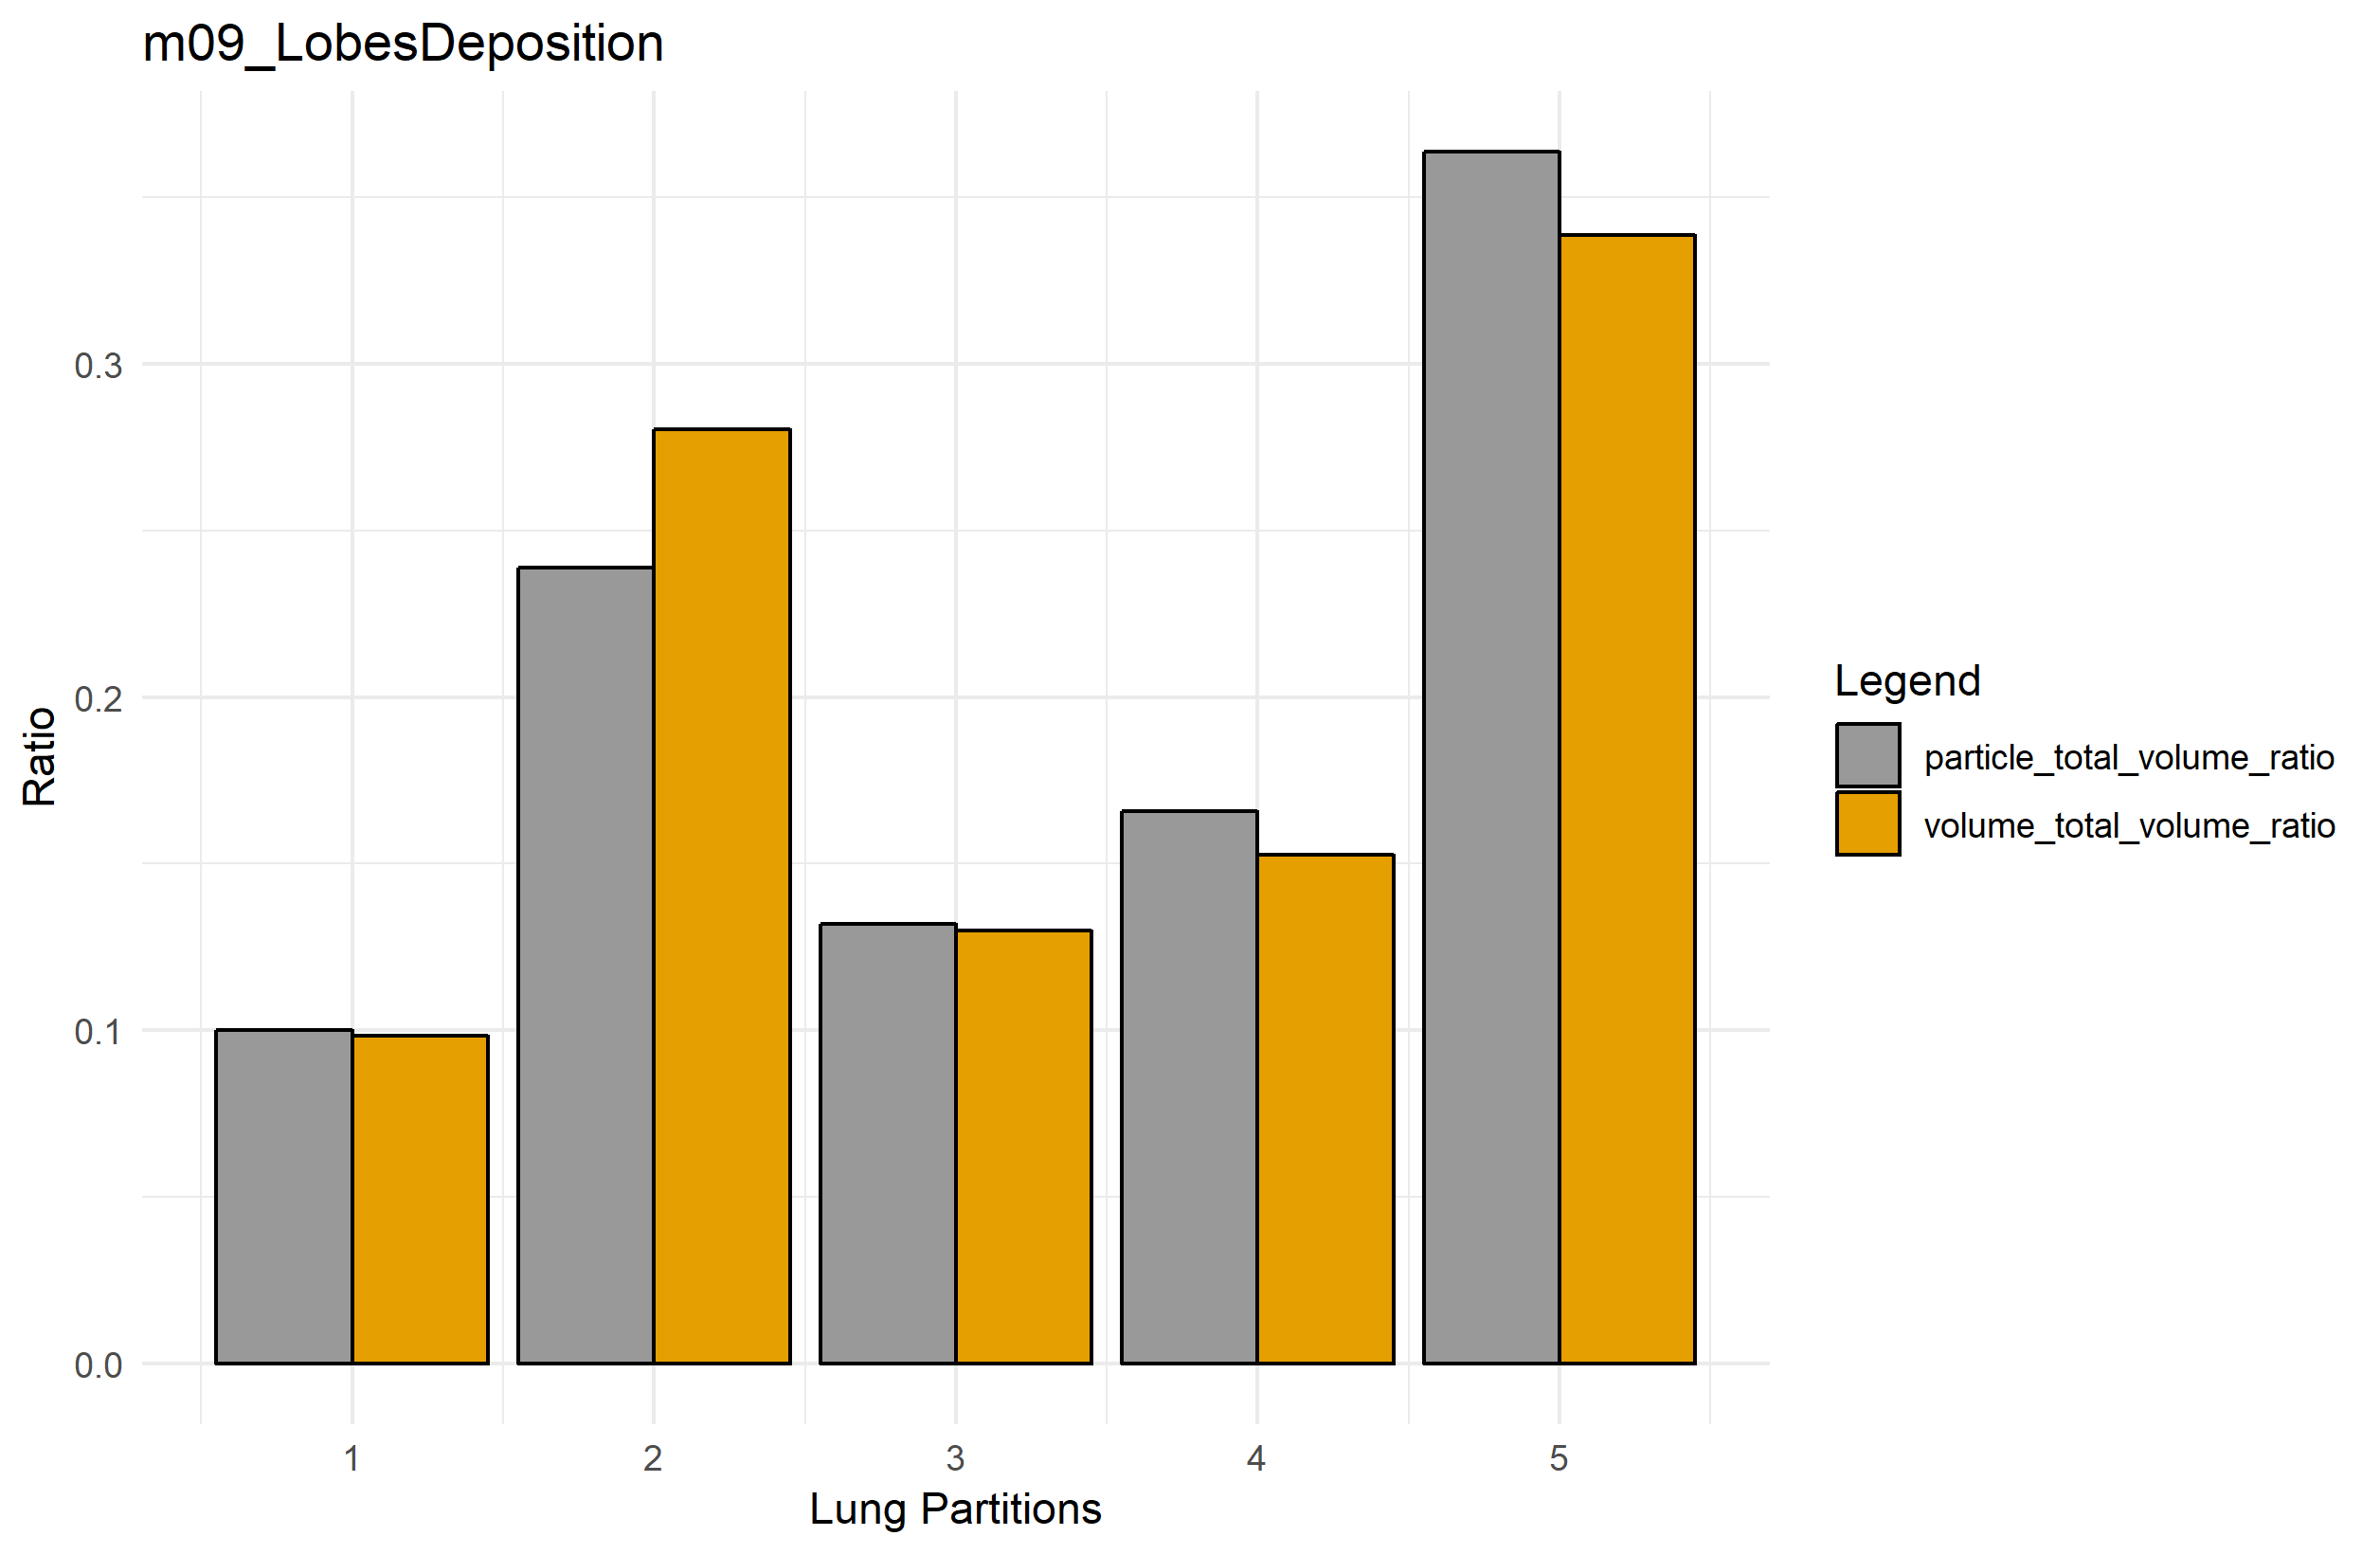 m09_LobesDeposition
Ratio
0.3
0.2
0.1
0.0
1 2 3 4 5
Lung Partitions
Legend
particle_total_volume_ratio
volume_total_volume_ratio